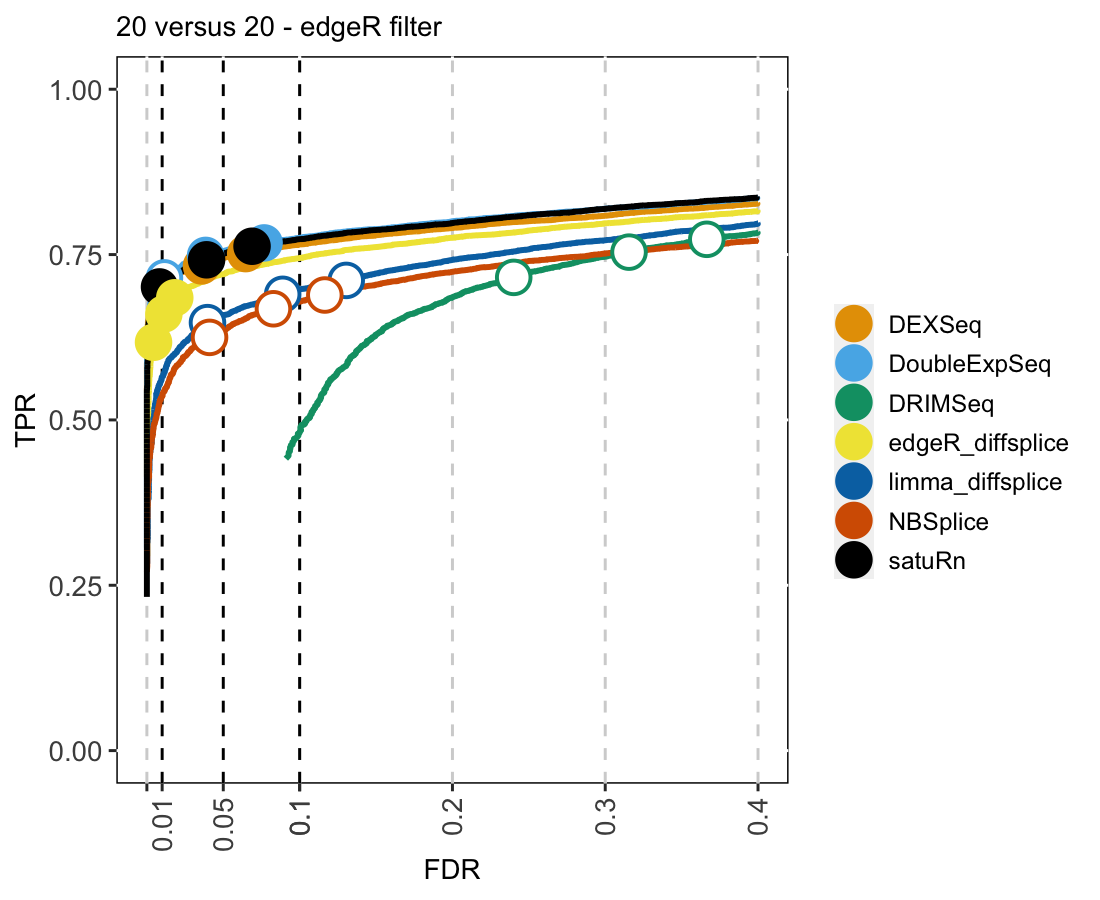 20 versus 20 - edgeR filter
TPR
1.00
0.75
0.50
0.25
0.00
0.01
0.05
0.1
0.2
0.3
0.4
FDR
DEXSeq
DoubleExpSeq
DRIMSeq
edgeR_diffsplice
limma_diffsplice
NBSplice
satuRn